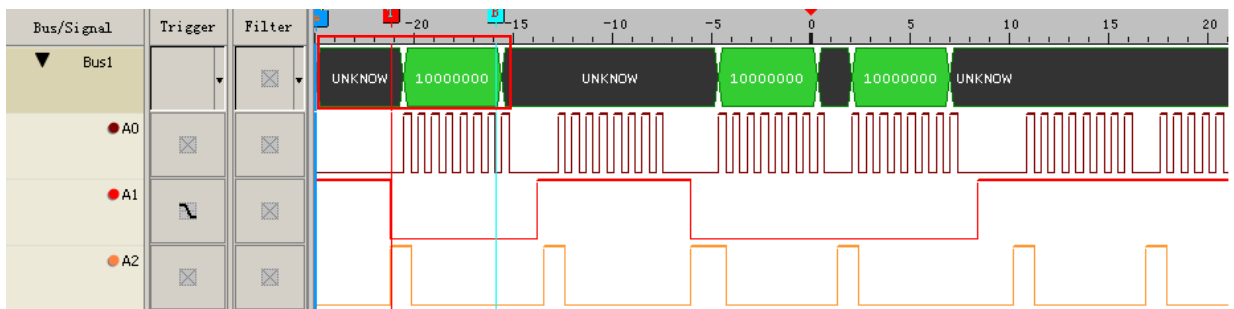 Bus/Signal Trigger Filter T -20 B -15 -10 -5 0 5 10 15 20
Bus1 UNKNOW 10000000 UNKNOW 10000000 10000000 UNKNOW
A0
A1
A2